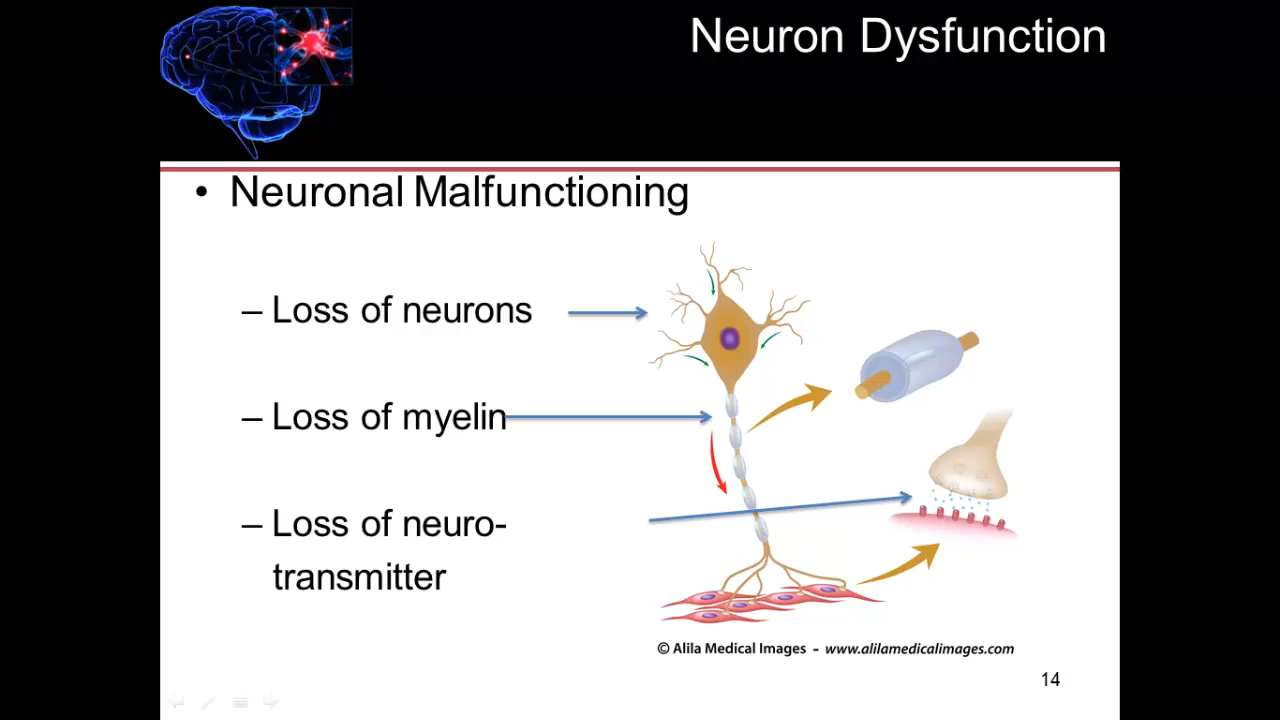 Neuron Dysfunction
• Neuronal Malfunctioning
– Loss of neurons
– Loss of myelin
– Loss of neuro-
transmitter
© Alila Medical Images - www.alilamedicalimages.com
14